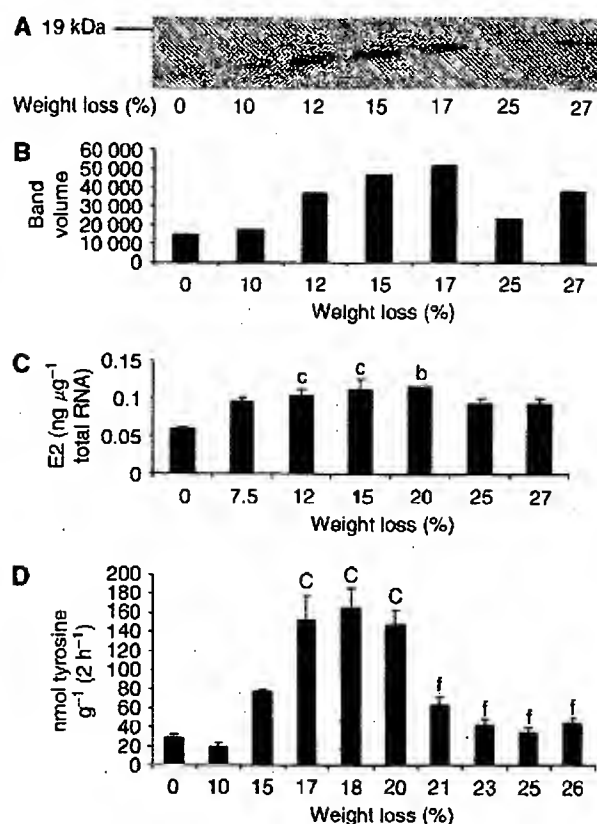 A 19 kDa
Weight loss (%) 0 10 12 15 17 25 27
B
Band volume
60 000
50 000
40 000
30 000
20 000
10 000
0
0 10 12 15 17 25 27
Weight loss (%)
C
E2 (ng µg⁻¹ total RNA)
0.15
0.1
0.05
0
c c b
0 7.5 12 15 20 25 27
Weight loss (%)
D
nmol tyrosine g⁻¹ (2 h⁻¹)
200
180
160
140
120
100
80
60
40
20
0
C C C f f f f
0 10 15 17 18 20 21 23 25 26
Weight loss (%)